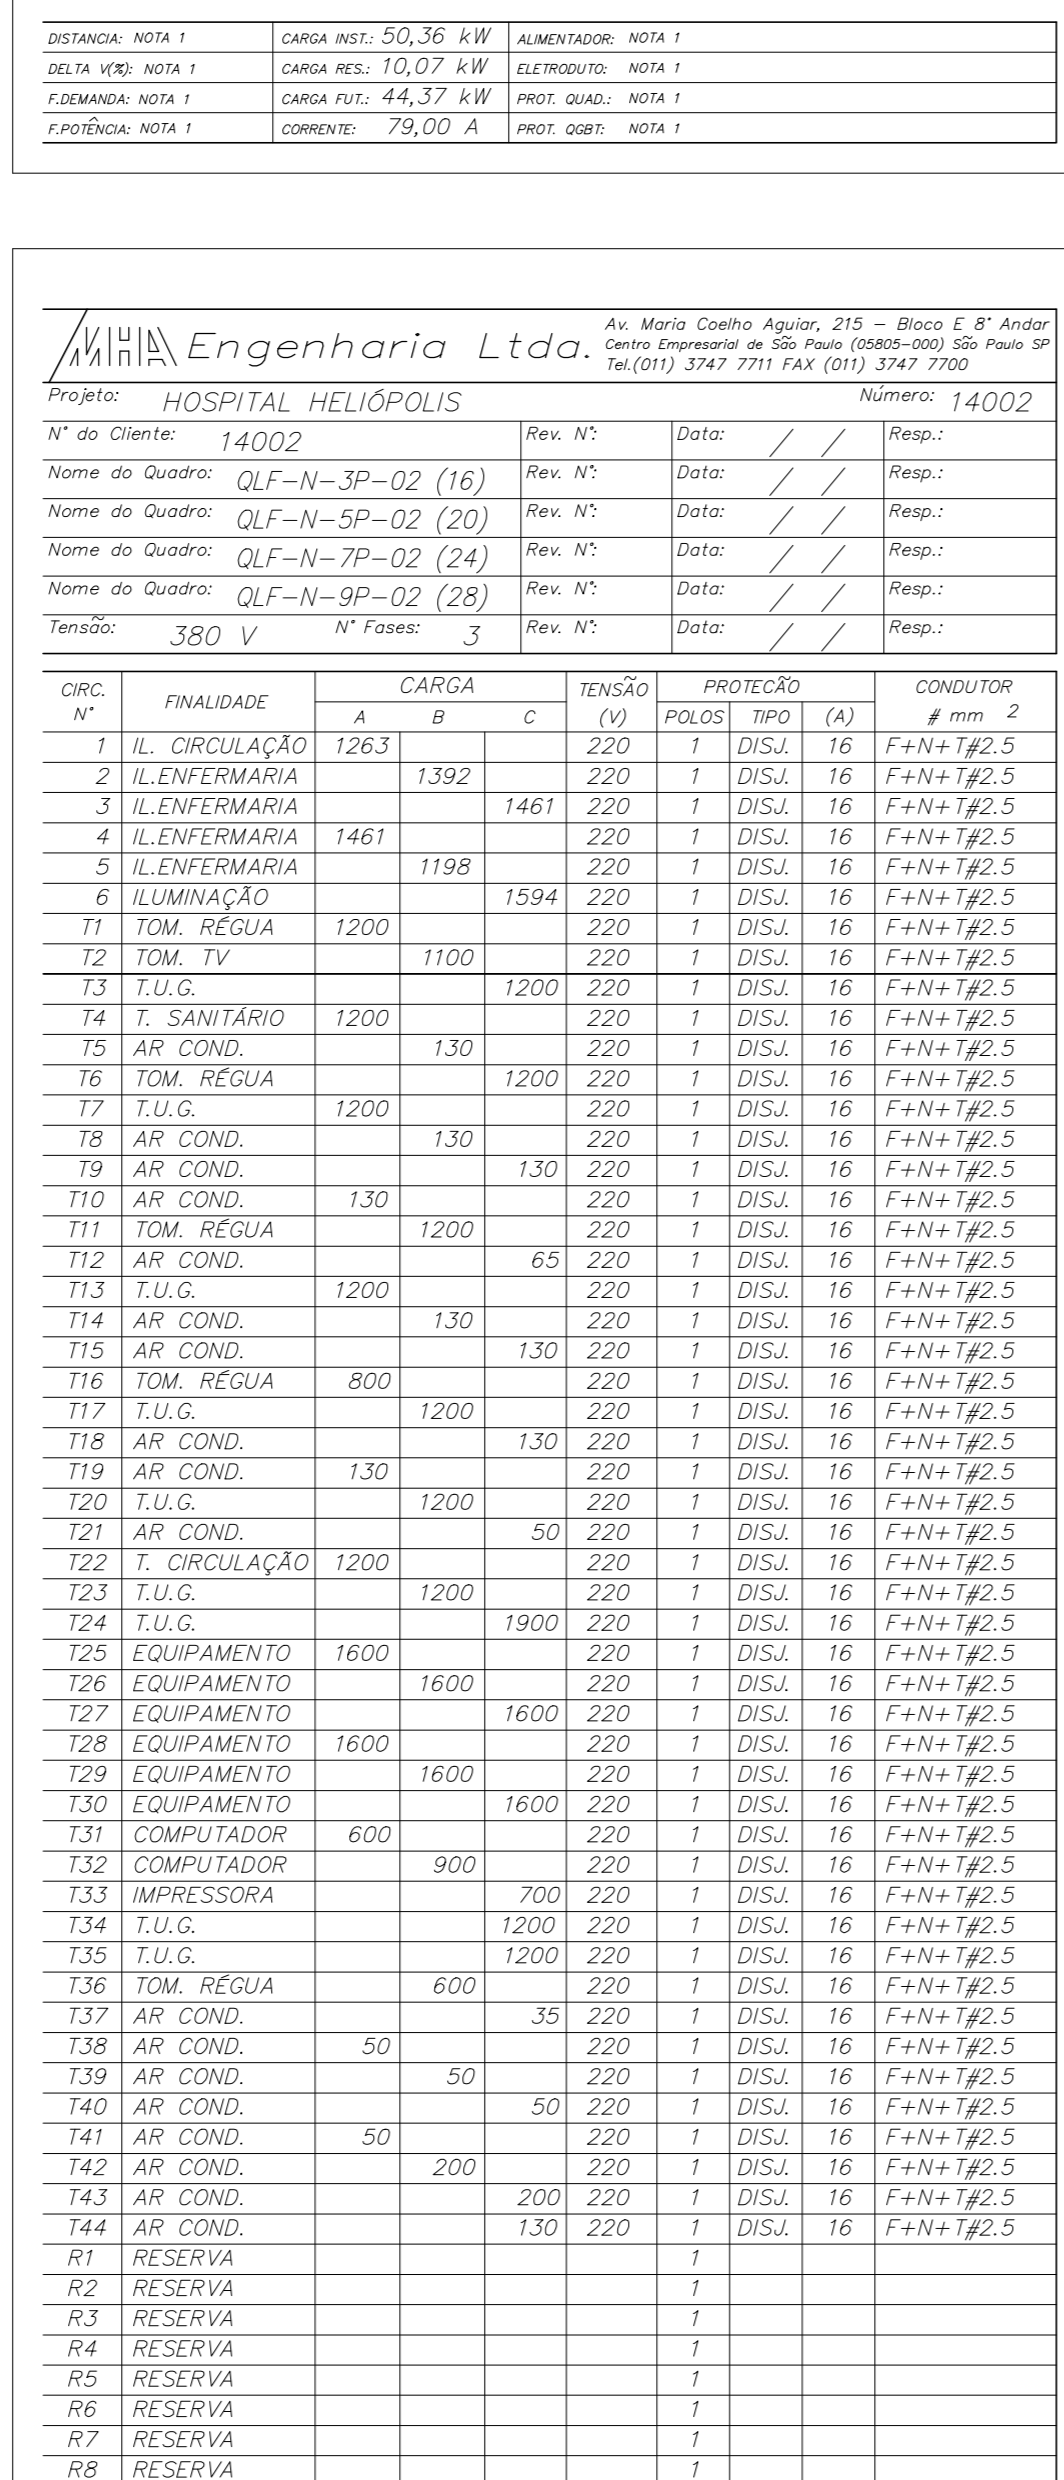 DISTANCIA: NOTA 1 CARGA INST.: 50,36 kW ALIMENTADOR: NOTA 1
DELTA V(%): NOTA 1 CARGA RES.: 10,07 kW ELETRODUTO: NOTA 1
F.DEMANDA: NOTA 1 CARGA FUT.: 44,37 kW PROT. QUAD.: NOTA 1
F.POTÊNCIA: NOTA 1 CORRENTE: 79,00 A PROT. QGBT: NOTA 1
MHA Engenharia Ltda.
Av. Maria Coelho Aguiar, 215 – Bloco E 8° Andar
Centro Empresarial de São Paulo (05805-000) São Paulo SP
Tel.(011) 3747 7711 FAX (011) 3747 7700
Projeto: HOSPITAL HELIÓPOLIS Número: 14002
N° do Cliente: 14002 Rev. N°: Data: / / Resp.:
Nome do Quadro: QLF-N-3P-02 (16) Rev. N°: Data: / / Resp.:
Nome do Quadro: QLF-N-5P-02 (20) Rev. N°: Data: / / Resp.:
Nome do Quadro: QLF-N-7P-02 (24) Rev. N°: Data: / / Resp.:
Nome do Quadro: QLF-N-9P-02 (28) Rev. N°: Data: / / Resp.:
Tensão: 380 V N° Fases: 3 Rev. N°: Data: / / Resp.:
CIRC. FINALIDADE CARGA TENSÃO PROTECÃO CONDUTOR
N° A B C (V) POLOS TIPO (A) # mm 2
1 IL. CIRCULAÇÃO 1263 220 1 DISJ. 16 F+N+T#2.5
2 IL.ENFERMARIA 1392 220 1 DISJ. 16 F+N+T#2.5
3 IL.ENFERMARIA 1461 220 1 DISJ. 16 F+N+T#2.5
4 IL.ENFERMARIA 1461 220 1 DISJ. 16 F+N+T#2.5
5 IL.ENFERMARIA 1198 220 1 DISJ. 16 F+N+T#2.5
6 ILUMINAÇÃO 1594 220 1 DISJ. 16 F+N+T#2.5
T1 TOM. RÉGUA 1200 220 1 DISJ. 16 F+N+T#2.5
T2 TOM. TV 1100 220 1 DISJ. 16 F+N+T#2.5
T3 T.U.G. 1200 220 1 DISJ. 16 F+N+T#2.5
T4 T. SANITÁRIO 1200 220 1 DISJ. 16 F+N+T#2.5
T5 AR COND. 130 220 1 DISJ. 16 F+N+T#2.5
T6 TOM. RÉGUA 1200 220 1 DISJ. 16 F+N+T#2.5
T7 T.U.G. 1200 220 1 DISJ. 16 F+N+T#2.5
T8 AR COND. 130 220 1 DISJ. 16 F+N+T#2.5
T9 AR COND. 130 220 1 DISJ. 16 F+N+T#2.5
T10 AR COND. 130 220 1 DISJ. 16 F+N+T#2.5
T11 TOM. RÉGUA 1200 220 1 DISJ. 16 F+N+T#2.5
T12 AR COND. 65 220 1 DISJ. 16 F+N+T#2.5
T13 T.U.G. 1200 220 1 DISJ. 16 F+N+T#2.5
T14 AR COND. 130 220 1 DISJ. 16 F+N+T#2.5
T15 AR COND. 130 220 1 DISJ. 16 F+N+T#2.5
T16 TOM. RÉGUA 800 220 1 DISJ. 16 F+N+T#2.5
T17 T.U.G. 1200 220 1 DISJ. 16 F+N+T#2.5
T18 AR COND. 130 220 1 DISJ. 16 F+N+T#2.5
T19 AR COND. 130 220 1 DISJ. 16 F+N+T#2.5
T20 T.U.G. 1200 220 1 DISJ. 16 F+N+T#2.5
T21 AR COND. 50 220 1 DISJ. 16 F+N+T#2.5
T22 T. CIRCULAÇÃO 1200 220 1 DISJ. 16 F+N+T#2.5
T23 T.U.G. 1200 220 1 DISJ. 16 F+N+T#2.5
T24 T.U.G. 1900 220 1 DISJ. 16 F+N+T#2.5
T25 EQUIPAMENTO 1600 220 1 DISJ. 16 F+N+T#2.5
T26 EQUIPAMENTO 1600 220 1 DISJ. 16 F+N+T#2.5
T27 EQUIPAMENTO 1600 220 1 DISJ. 16 F+N+T#2.5
T28 EQUIPAMENTO 1600 220 1 DISJ. 16 F+N+T#2.5
T29 EQUIPAMENTO 1600 220 1 DISJ. 16 F+N+T#2.5
T30 EQUIPAMENTO 1600 220 1 DISJ. 16 F+N+T#2.5
T31 COMPUTADOR 600 220 1 DISJ. 16 F+N+T#2.5
T32 COMPUTADOR 900 220 1 DISJ. 16 F+N+T#2.5
T33 IMPRESSORA 700 220 1 DISJ. 16 F+N+T#2.5
T34 T.U.G. 1200 220 1 DISJ. 16 F+N+T#2.5
T35 T.U.G. 1200 220 1 DISJ. 16 F+N+T#2.5
T36 TOM. RÉGUA 600 220 1 DISJ. 16 F+N+T#2.5
T37 AR COND. 35 220 1 DISJ. 16 F+N+T#2.5
T38 AR COND. 50 220 1 DISJ. 16 F+N+T#2.5
T39 AR COND. 50 220 1 DISJ. 16 F+N+T#2.5
T40 AR COND. 50 220 1 DISJ. 16 F+N+T#2.5
T41 AR COND. 50 220 1 DISJ. 16 F+N+T#2.5
T42 AR COND. 200 220 1 DISJ. 16 F+N+T#2.5
T43 AR COND. 200 220 1 DISJ. 16 F+N+T#2.5
T44 AR COND. 130 220 1 DISJ. 16 F+N+T#2.5
R1 RESERVA 1
R2 RESERVA 1
R3 RESERVA 1
R4 RESERVA 1
R5 RESERVA 1
R6 RESERVA 1
R7 RESERVA 1
R8 RESERVA 1